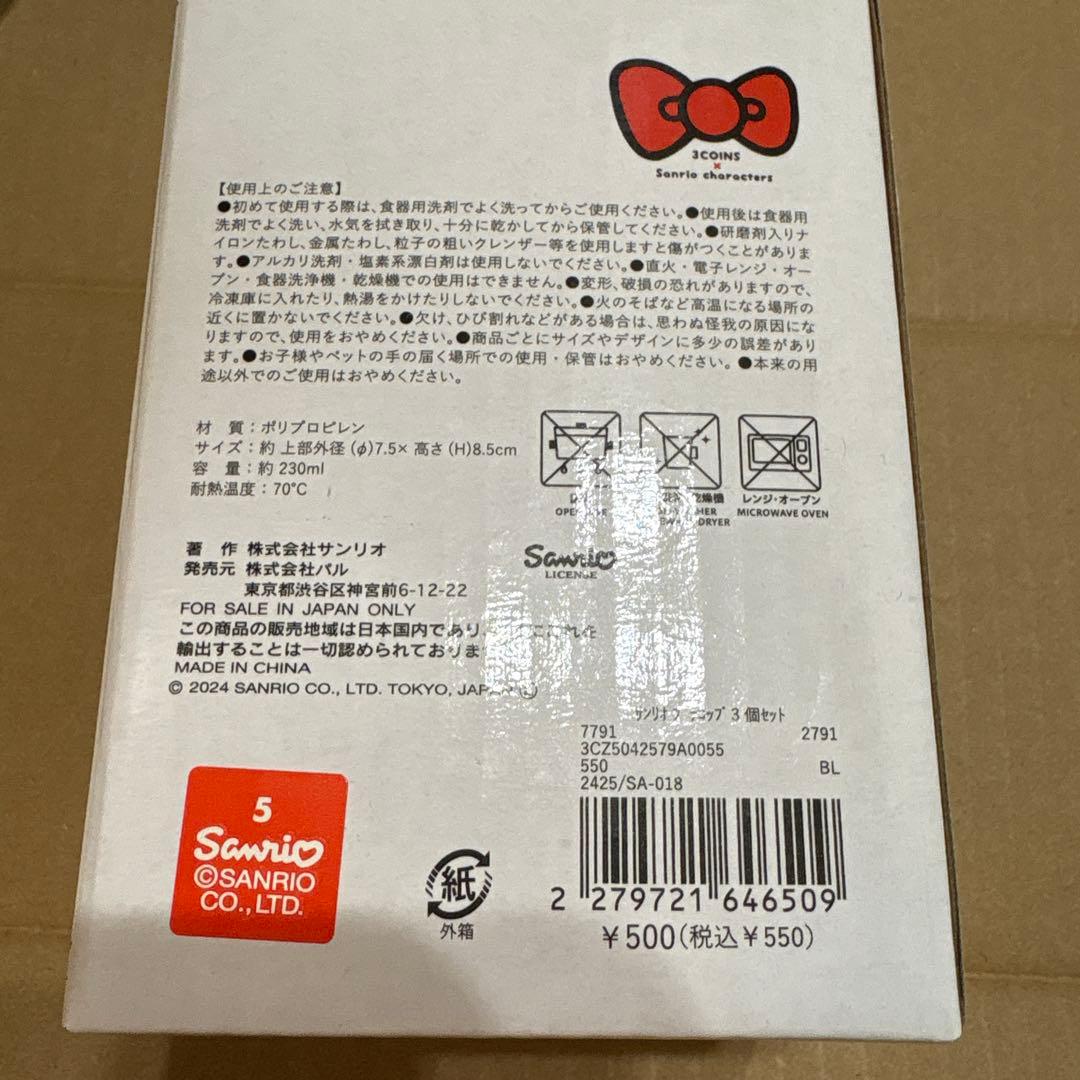 3COINS
×
Sanrio characters
【使用上のご注意】
●初めて使用する際は、食器用洗剤でよく洗ってからご使用ください。●使用後は食器用
洗剤でよく洗い、水気を拭き取り、十分に乾かしてから保管してください。●研磨剤入りナ
イロンたわし、金属たわし、粒子の粗いクレンザー等を使用しますと傷がつくことがありま
す。●アルカリ洗剤・塩素系漂白剤は使用しないでください。●直火・電子レンジ・オー
ブン・食器洗浄機・乾燥機での使用はできません。●変形、破損の恐れがありますので、
冷凍庫に入れたり、熱湯をかけたりしないでください。●火のそばなど高温になる場所の
近くに置かないでください。●欠け、ひび割れなどがある場合は、思わぬ怪我の原因にな
りますので、使用をおやめください。●商品ごとにサイズやデザインに多少の誤差があり
ます。●お子様やペットの手の届く場所での使用・保管はおやめください。●本来の用
途以外でのご使用はおやめください。
材 質：ポリプロピレン
サイズ：約 上部外径 (φ)7.5× 高さ (H)8.5cm
容 量：約 230ml
耐熱温度：70℃
乾燥機
DRYER
レンジ・オーブン
MICROWAVE OVEN
著 作 株式会社サンリオ
発売元 株式会社パル
東京都渋谷区神宮前6-12-22
Sanrio
LICENSE
FOR SALE IN JAPAN ONLY
この商品の販売地域は日本国内であり
輸出することは一切認められておりま
MADE IN CHINA
© 2024 SANRIO CO., LTD. TOKYO, JAPAN Ⓛ
サンリオ コップ 3個セット
7791 2791
3CZ5042579A0055
550 BL
2425/SA-018
2 279721 646509
¥500(税込¥550)
5
Sanrio
©SANRIO
CO.,LTD.
紙
外箱